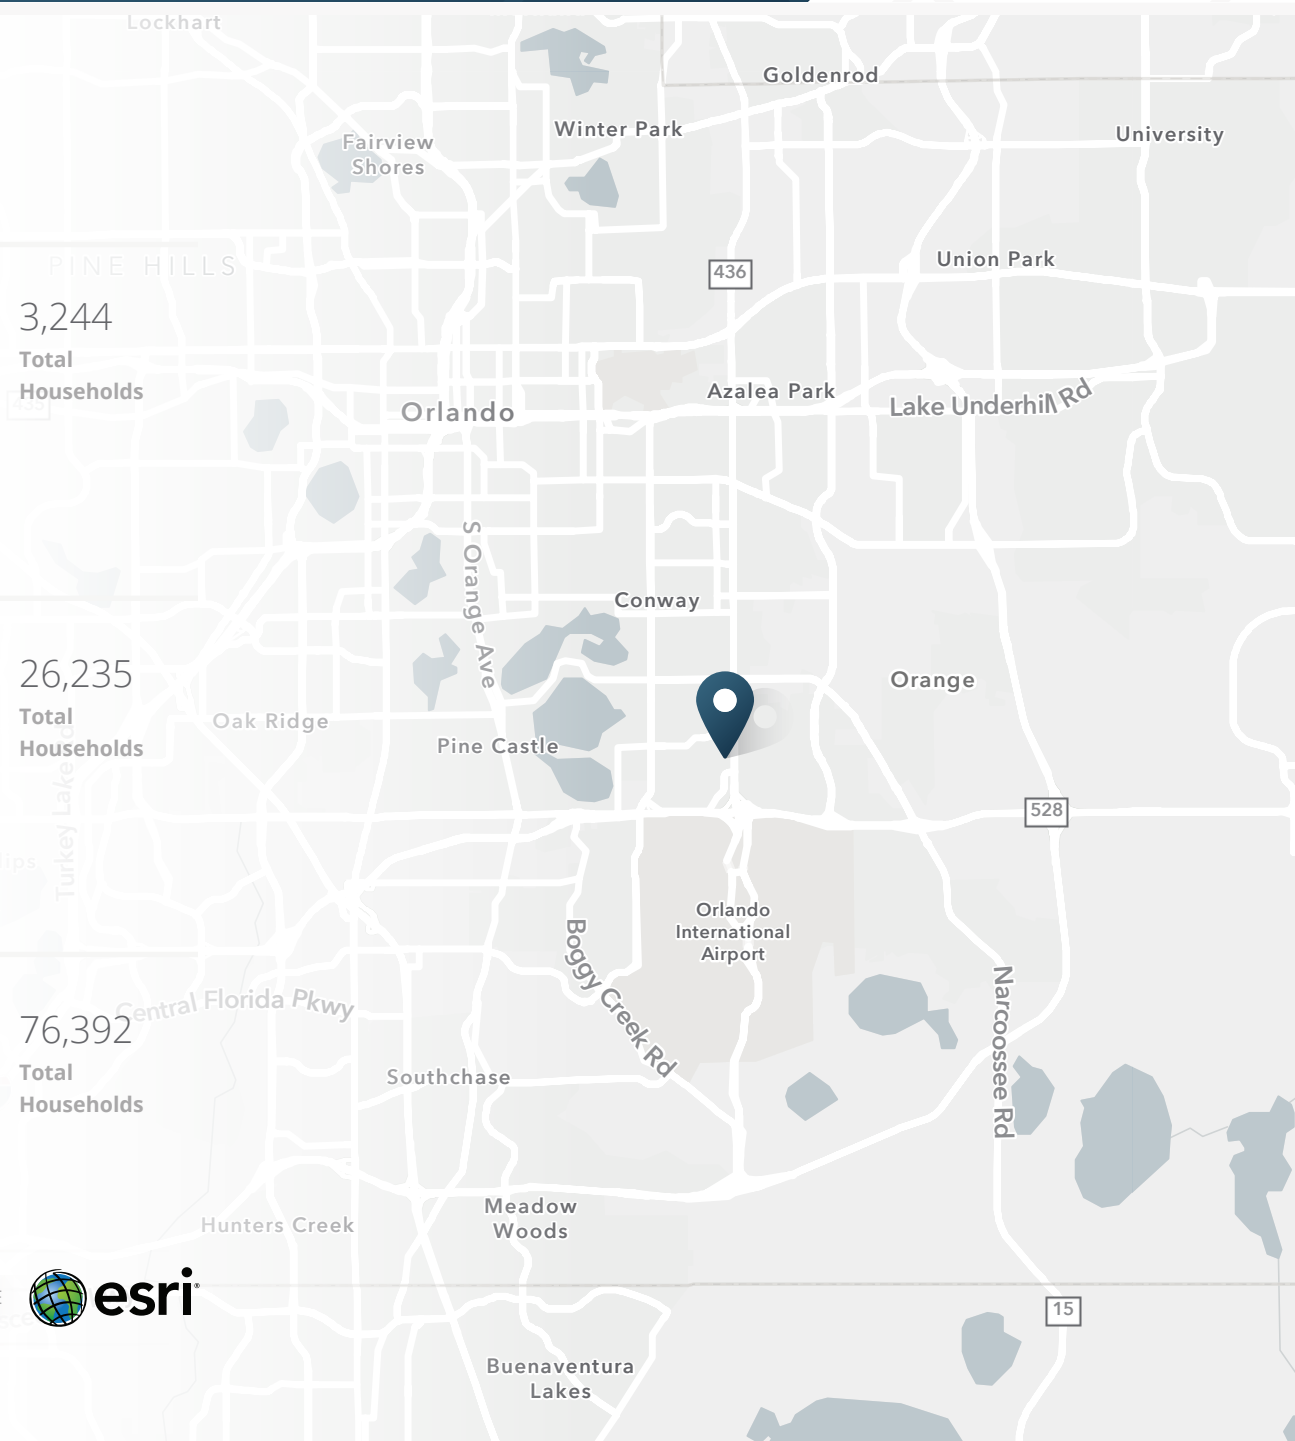 Lockhart
Goldenrod
Winter Park
University
Fairview
Shores
Union Park
PINE HILLS
436
3,244
Total
Households
435
Azalea Park
Lake Underhill Rd
Orlando
S Orange Ave
Conway
26,235
Total
Households
Orange
Oak Ridge
Pine Castle
Turkey Lake
528
Orlando
International
Airport
Boggy Creek Rd
Narcoossee Rd
Central Florida Pkwy
76,392
Total
Households
Southchase
Meadow
Woods
Hunters Creek
esri®
15
Buenaventura
Lakes